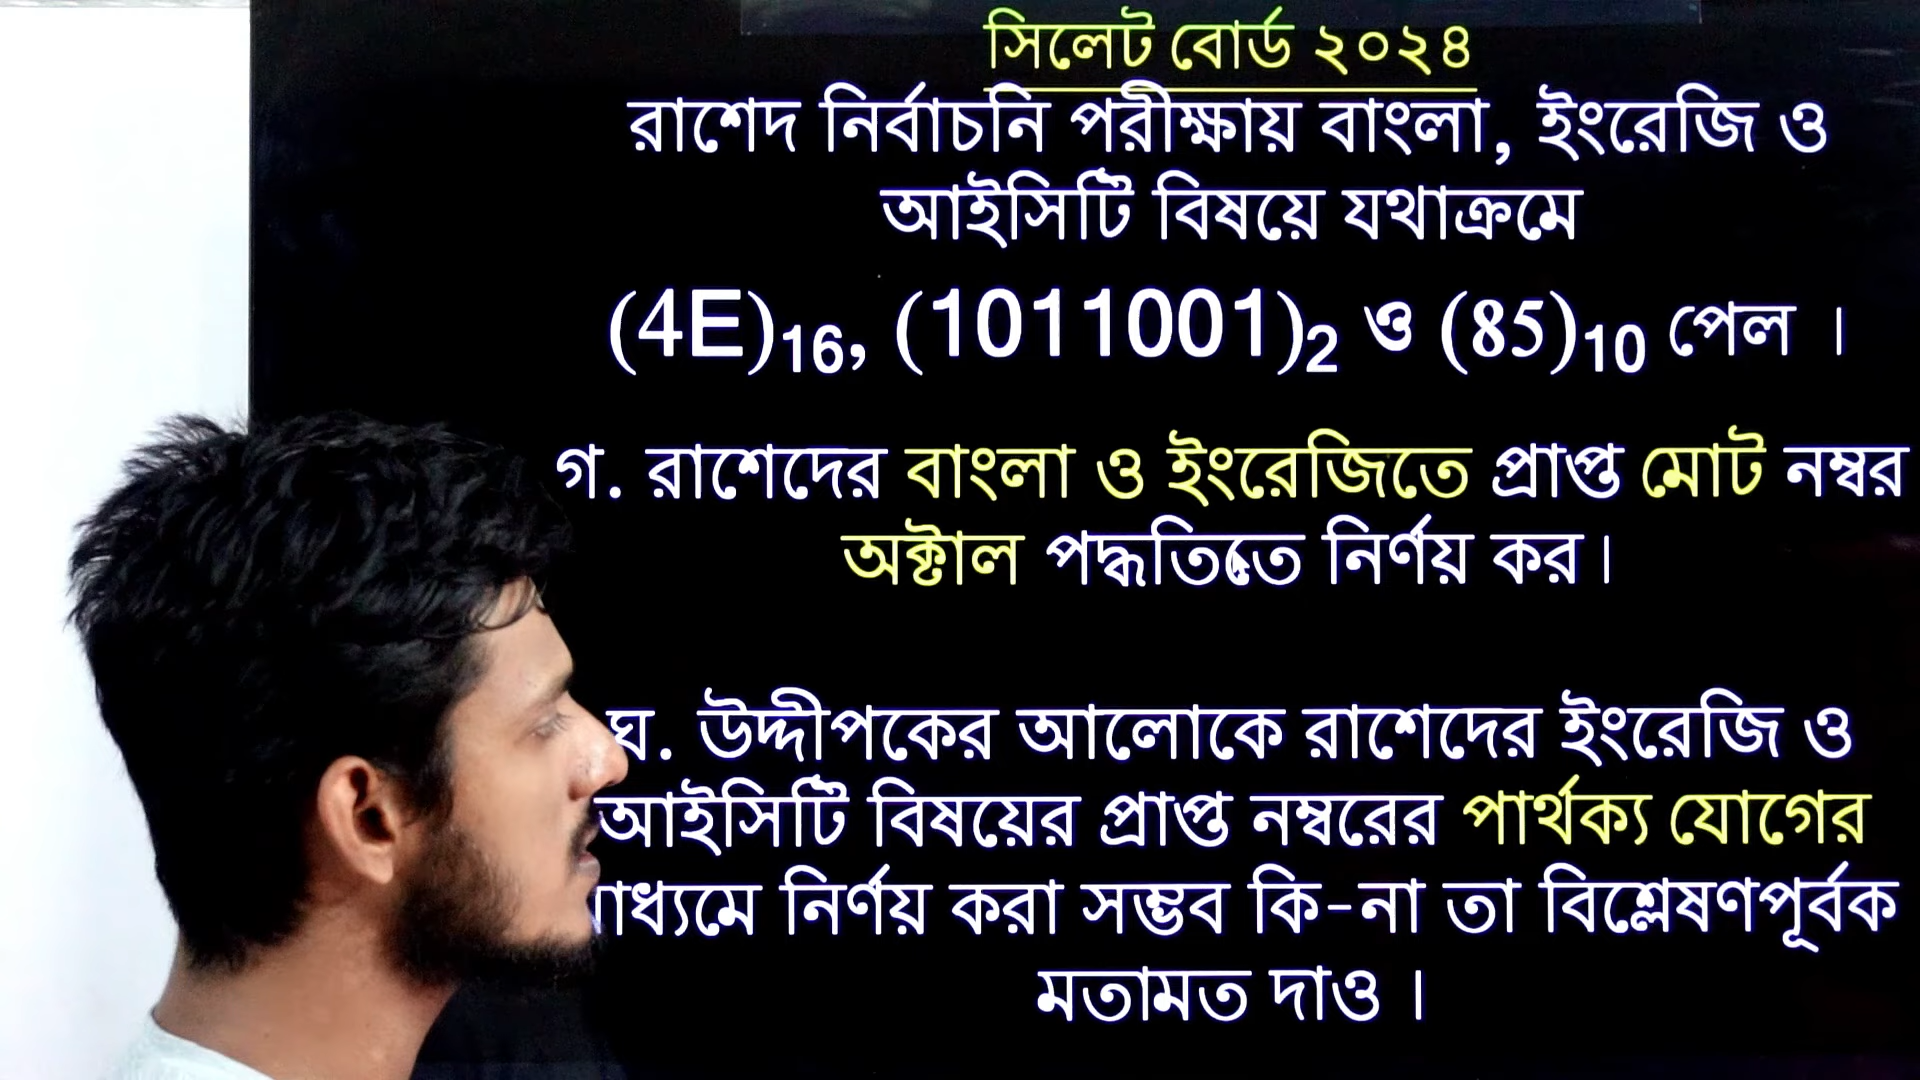 সিলেট বোর্ড ২০২৪
রাশেদ নির্বাচনি পরীক্ষায় বাংলা, ইংরেজি ও
আইসিটি বিষয়ে যথাক্রমে
(4E)₁₆, (1011001)₂ ও (85)₁₀ পেল ।
গ. রাশেদের বাংলা ও ইংরেজিতে প্রাপ্ত মোট নম্বর
অক্টাল পদ্ধতিতে নির্ণয় কর।
ঘ. উদ্দীপকের আলোকে রাশেদের ইংরেজি ও
আইসিটি বিষয়ের প্রাপ্ত নম্বরের পার্থক্য যোগের
নির্ণয় করা সম্ভব কি-না তা বিশ্লেষণপূর্বক
মতামত দাও ।